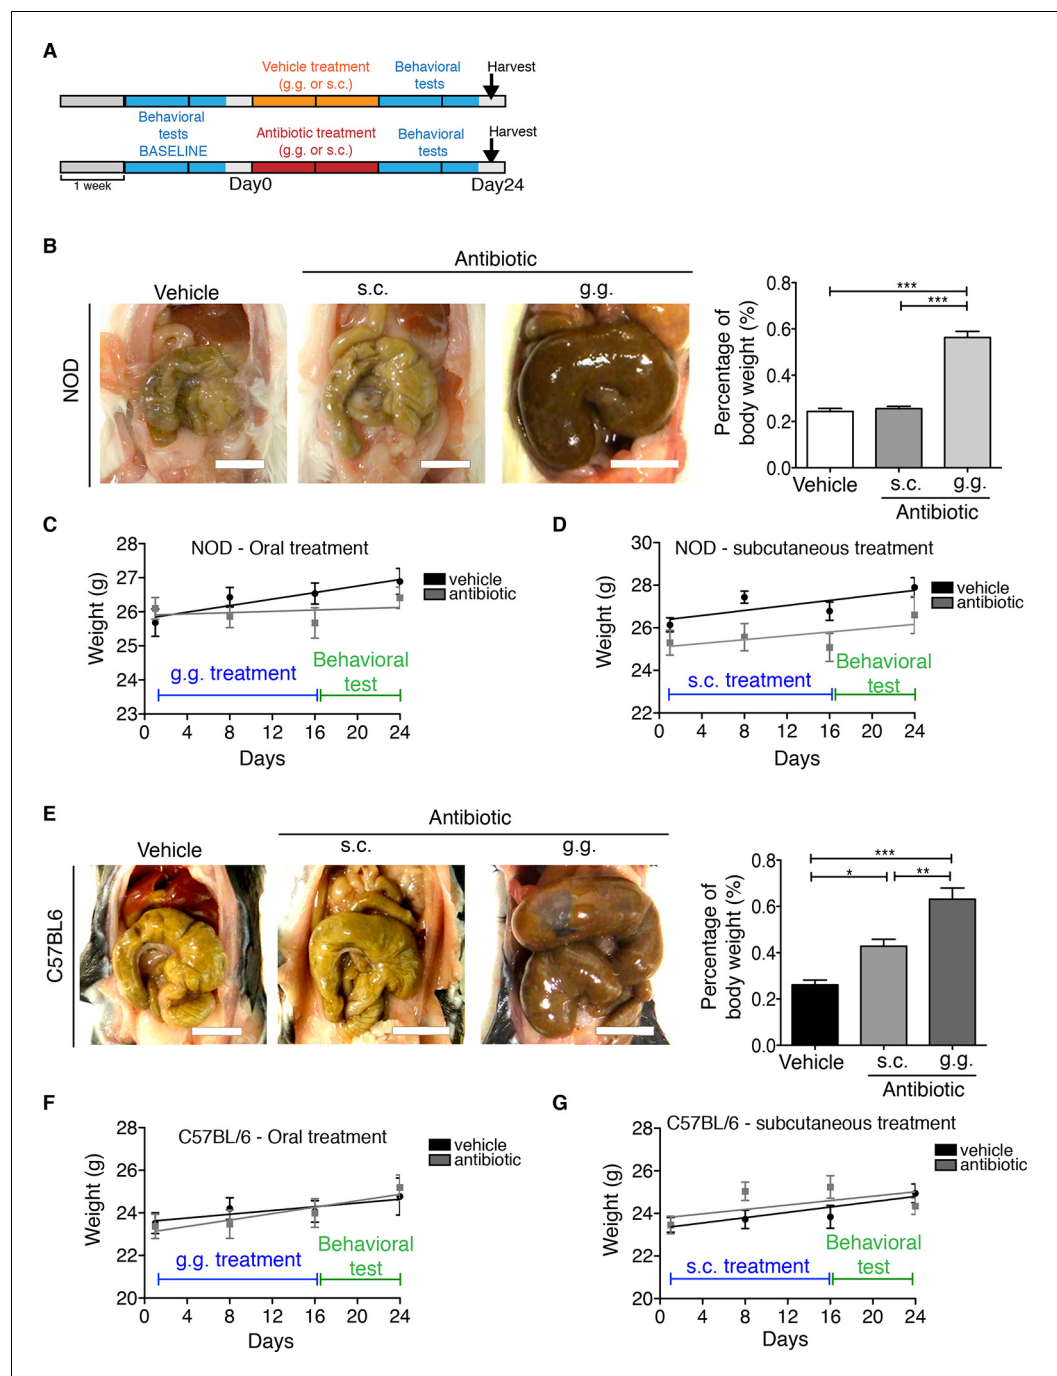 A
Vehicle treatment
(g.g. or s.c.)
Behavioral
tests
Harvest
Behavioral
tests
BASELINE
Antibiotic treatment
(g.g. or s.c.)
Behavioral
tests
Harvest
1 week
Day0
Day24
B
Antibiotic
Vehicle
s.c.
g.g.
NOD
Percentage of
body weight (%)
0.8
0.6
0.4
0.2
0.0
***
***
Vehicle
s.c.
g.g.
Antibiotic
C
NOD - Oral treatment
Weight (g)
28
27
26
25
24
23
vehicle
antibiotic
g.g. treatment
Behavioral
test
0 4 8 12 16 20 24
Days
D
NOD - subcutaneous treatment
Weight (g)
30
28
26
24
22
vehicle
antibiotic
s.c. treatment
Behavioral
test
0 4 8 12 16 20 24
Days
E
Antibiotic
Vehicle
s.c.
g.g.
C57BL6
Percentage of
body weight (%)
0.8
0.6
0.4
0.2
0.0
***
*
**
Vehicle
s.c.
g.g.
Antibiotic
F
C57BL/6 - Oral treatment
Weight (g)
28
26
24
22
20
vehicle
antibiotic
g.g. treatment
Behavioral
test
0 4 8 12 16 20 24
Days
G
C57BL/6 - subcutaneous treatment
Weight (g)
28
26
24
22
20
vehicle
antibiotic
s.c. treatment
Behavioral
test
0 4 8 12 16 20 24
Days